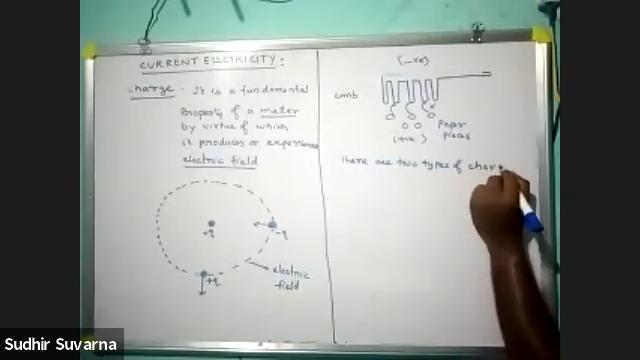 CURRENT ELECTRICITY:
Charge - It is a fundamental
Property of a mater
by virtue of which
it produces or experiences
electric field
+q
-q
+q
electric
field
(-ve)
comb
Paper
pieces
(+ve)
There are two types of char
Sudhir Suvarna